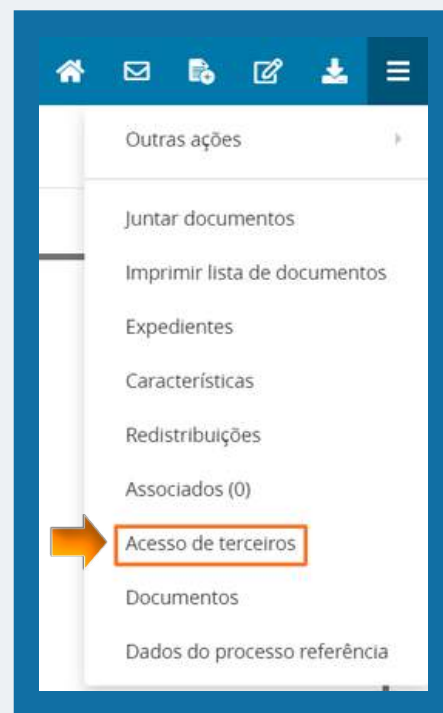 Outras ações
Juntar documentos
Imprimir lista de documentos
Expedientes
Características
Redistribuições
Associados (0)
Acesso de terceiros
Documentos
Dados do processo referência